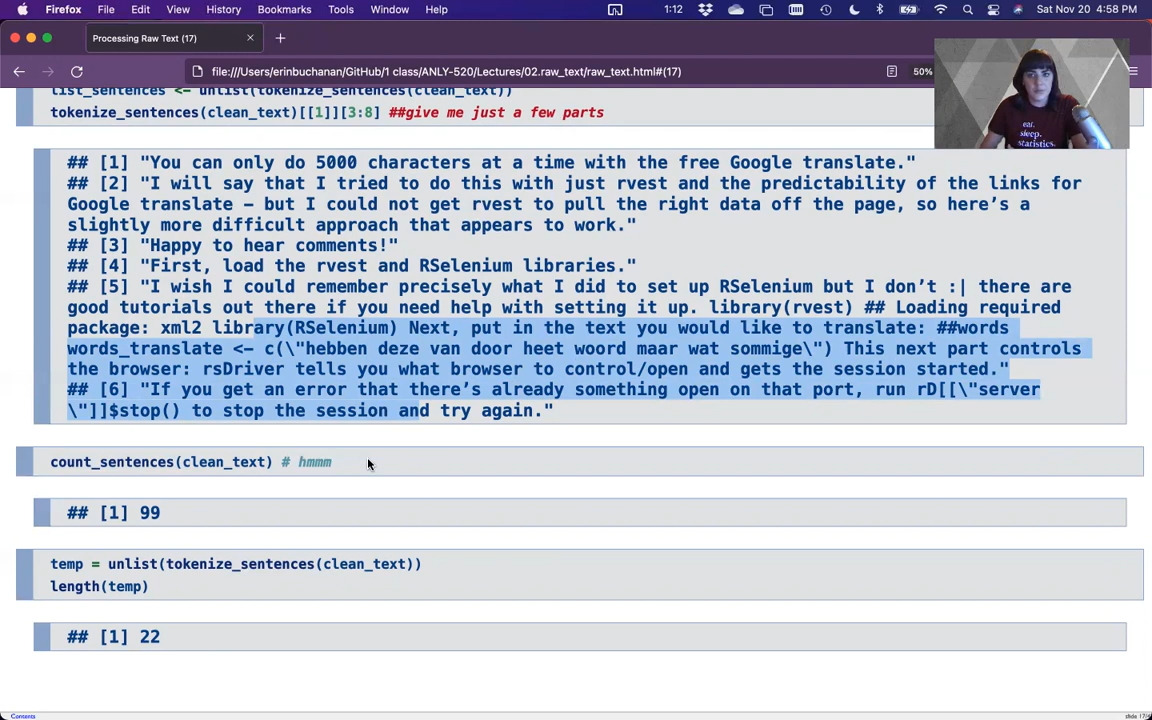 Firefox File Edit View History Bookmarks Tools Window Help 1:12 Sat Nov 20 4:58 PM
Processing Raw Text (17)
file:///Users/erinbuchanan/GitHub/1 class/ANLY-520/Lectures/02.raw_text/raw_text.html#(17) 50%
ear.
sleep.
statistics.
list_sentences <- unlist(tokenize_sentences(clean_text))
tokenize_sentences(clean_text)[[1]][3:8] ##give me just a few parts
## [1] "You can only do 5000 characters at a time with the free Google translate."
## [2] "I will say that I tried to do this with just rvest and the predictability of the links for
Google translate – but I could not get rvest to pull the right data off the page, so here’s a
slightly more difficult approach that appears to work."
## [3] "Happy to hear comments!"
## [4] "First, load the rvest and RSelenium libraries."
## [5] "I wish I could remember precisely what I did to set up RSelenium but I don’t :| there are
good tutorials out there if you need help with setting it up. library(rvest) ## Loading required
package: xml2 library(RSelenium) Next, put in the text you would like to translate: ##words
words_translate <- c(\"hebben deze van door heet woord maar wat sommige\") This next part controls
the browser: rsDriver tells you what browser to control/open and gets the session started."
## [6] "If you get an error that there’s already something open on that port, run rD[[\"server
\"]]$stop() to stop the session and try again."
count_sentences(clean_text) # hmmm
## [1] 99
temp = unlist(tokenize_sentences(clean_text))
length(temp)
## [1] 22
Contents